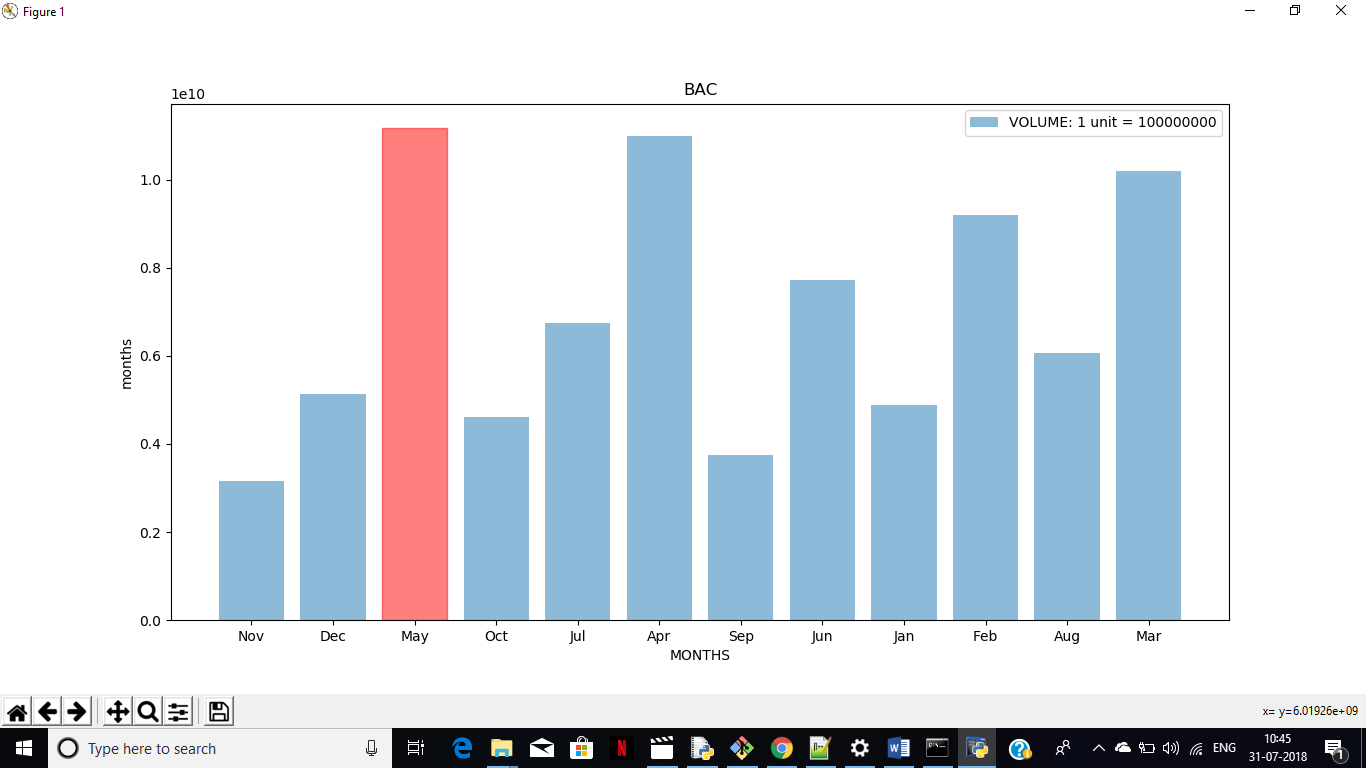 Figure 1
BAC
1e10
VOLUME: 1 unit = 100000000
1.0
0.8
0.6
0.4
0.2
0.0
months
Nov Dec May Oct Jul Apr Sep Jun Jan Feb Aug Mar
MONTHS
x= y=6.01926e+09
Type here to search
ENG
10:45
31-07-2018
1